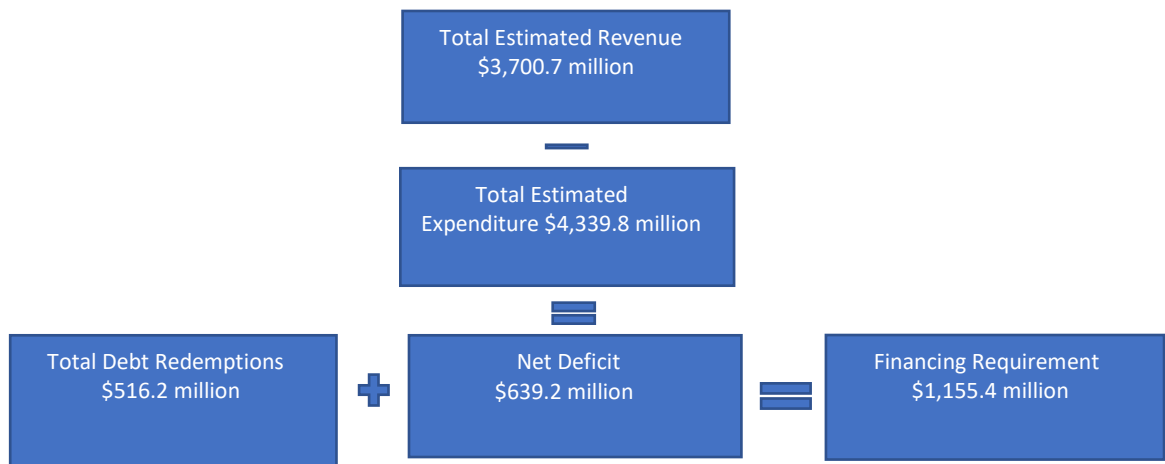 Total Estimated Revenue
$3,700.7 million
Total Estimated
Expenditure $4,339.8 million
Total Debt Redemptions
$516.2 million
Net Deficit
$639.2 million
Financing Requirement
$1,155.4 million